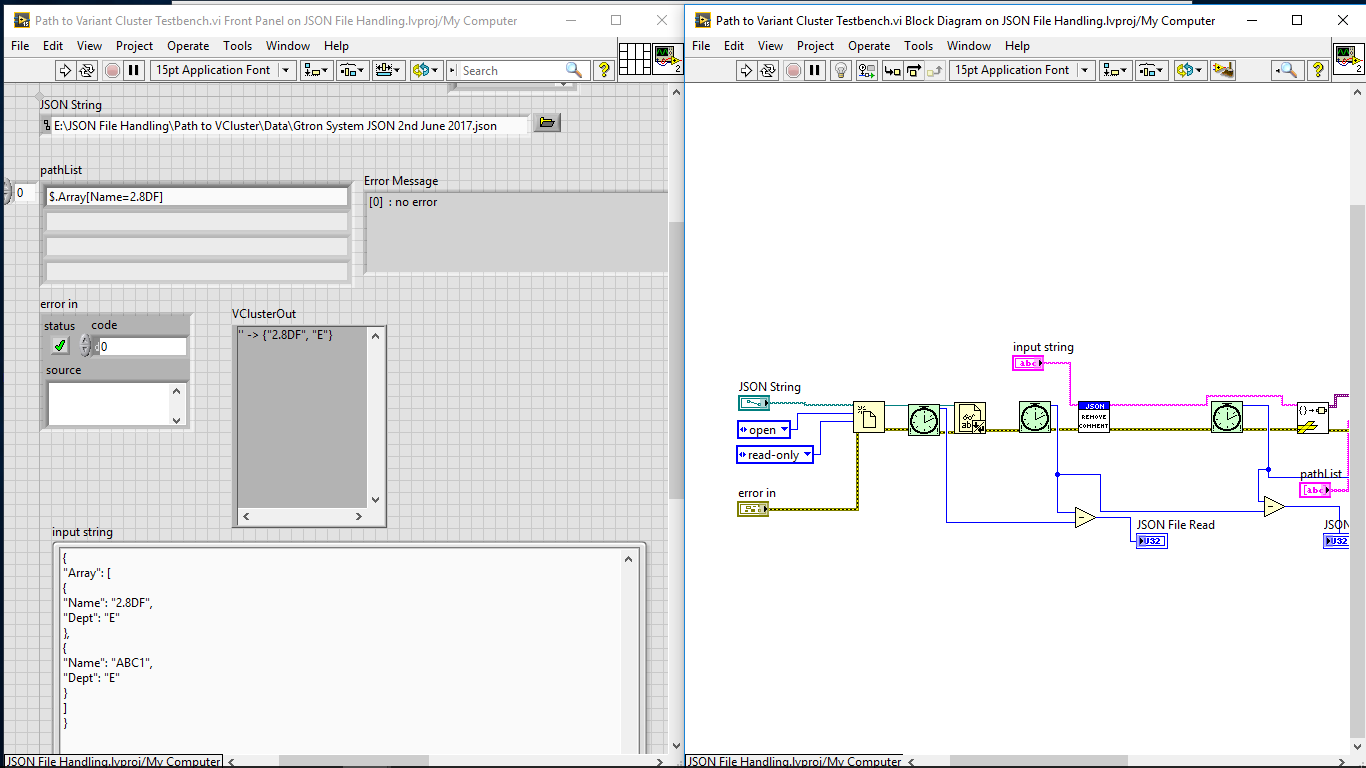 Path to Variant Cluster Testbench.vi Front Panel on JSON File Handling.lvproj/My Computer
File Edit View Project Operate Tools Window Help
15pt Application Font
Search
?
2
JSON String
E:\JSON File Handling\Path to VCluster\Data\Gtron System JSON 2nd June 2017.json
pathList
0
$.Array[Name=2.8DF]
Error Message
[0] : no error
error in
status code
0
source
VClusterOut
'' -> {"2.8DF", "E"}
input string
{
"Array": [
{
"Name": "2.8DF",
"Dept": "E"
},
{
"Name": "ABC1",
"Dept": "E"
}
]
}
JSON File Handling.lvproj/My Computer
Path to Variant Cluster Testbench.vi Block Diagram on JSON File Handling.lvproj/My Computer
File Edit View Project Operate Tools Window Help
15pt Application Font
?
2
input string
abc
JSON String
open
read-only
error in
JSON
REMOVE
COMMENT
pathList
[abc]
JSON File Read
U32
JSON
U32
JSON File Handling.lvproj/My Computer